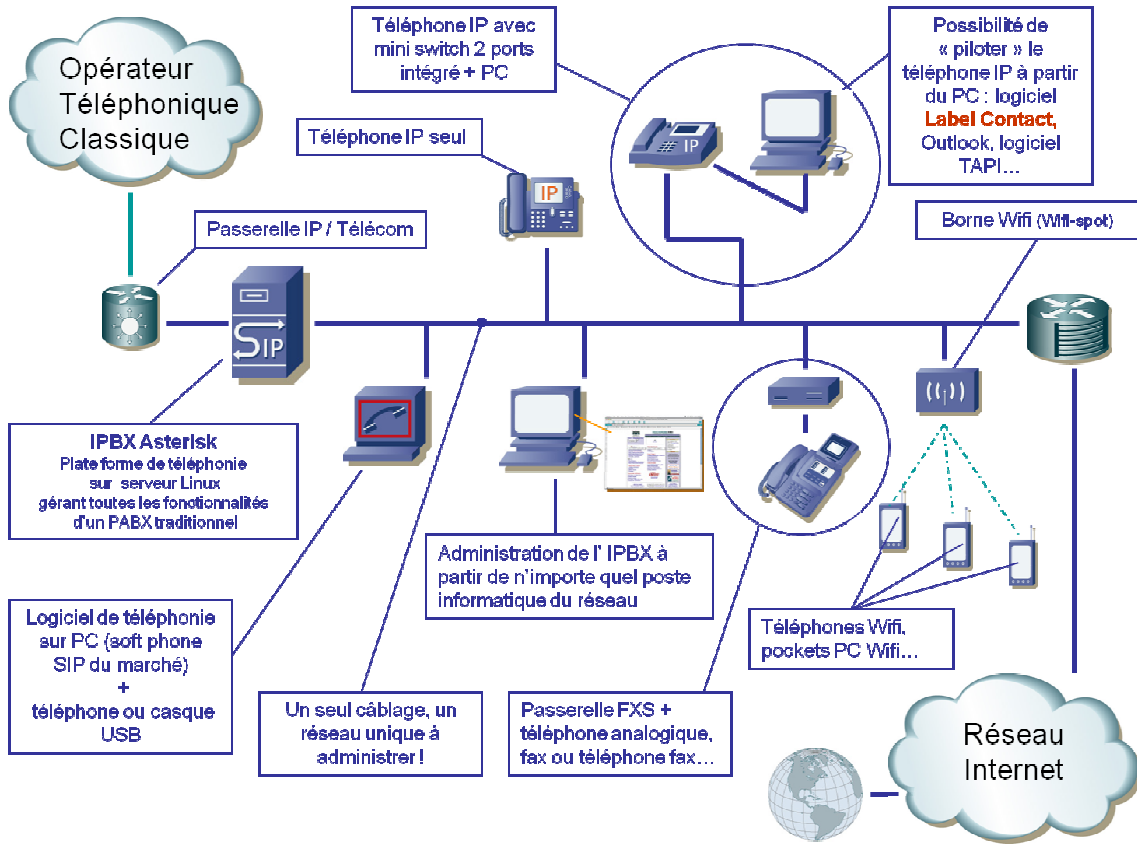 Opérateur
Téléphonique
Classique
Téléphone IP avec
mini switch 2 ports
intégré + PC
Possibilité de
« piloter » le
téléphone IP à partir
du PC : logiciel
Label Contact,
Outlook, logiciel
TAPI...
Téléphone IP seul
IP
IP
Passerelle IP / Télécom
Borne Wifi (Wifi-spot)
SIP
IPBX Asterisk
Plate forme de téléphonie
sur serveur Linux
gérant toutes les fonctionnalités
d'un PABX traditionnel
Administration de l' IPBX à
partir de n'importe quel poste
informatique du réseau
Logiciel de téléphonie
sur PC (soft phone
SIP du marché)
+
téléphone ou casque
USB
Un seul câblage, un
réseau unique à
administrer !
Passerelle FXS +
téléphone analogique,
fax ou téléphone fax...
Téléphones Wifi,
pockets PC Wifi...
Réseau
Internet